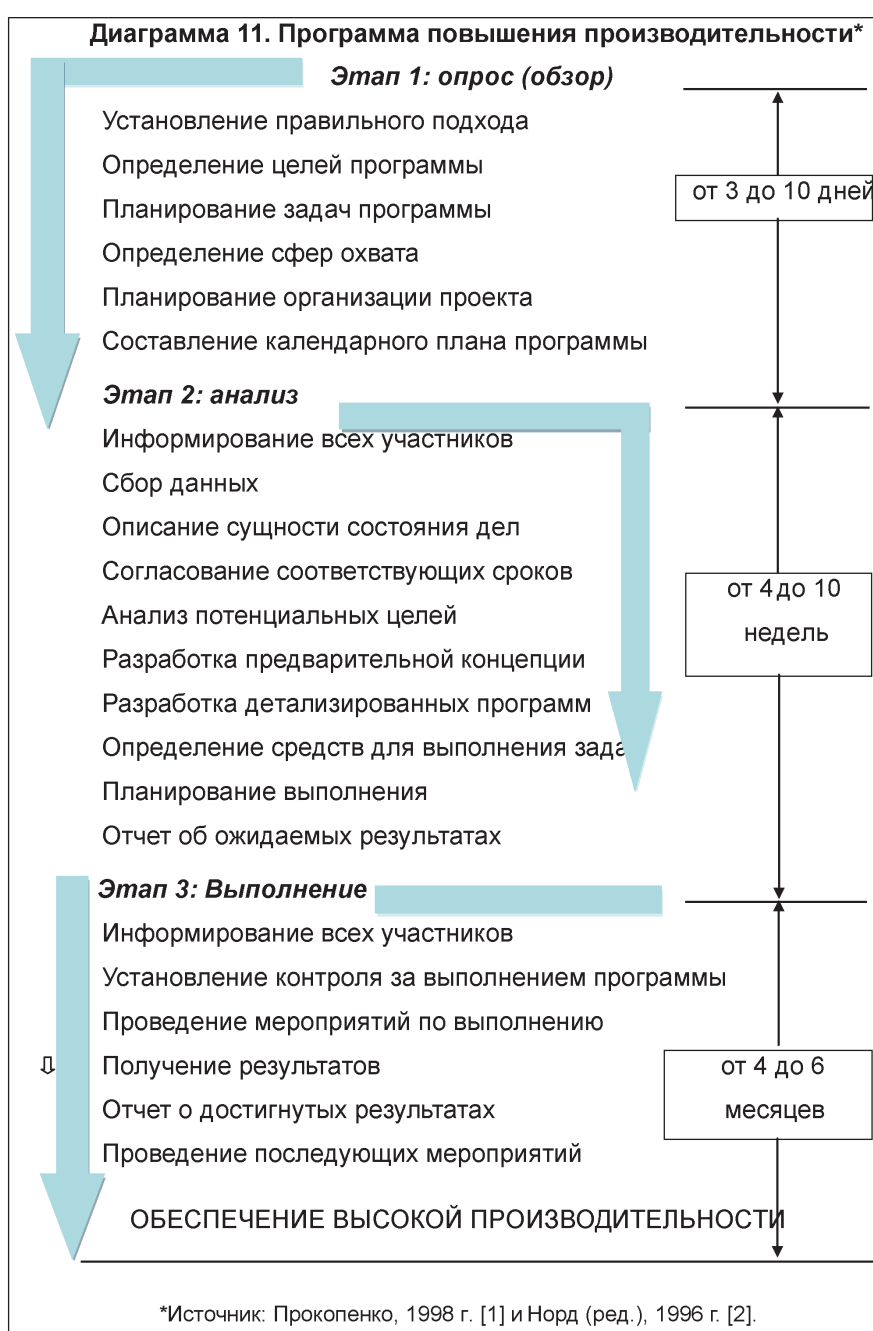 Диаграмма 11. Программа повышения производительности*
Этап 1: опрос (обзор)
Установление правильного подхода
Определение целей программы
Планирование задач программы
от 3 до 10 дней
Определение сфер охвата
Планирование организации проекта
Составление календарного плана программы
Этап 2: анализ
Информирование всех участников
Сбор данных
Описание сущности состояния дел
Согласование соответствующих сроков
от 4 до 10
недель
Анализ потенциальных целей
Разработка предварительной концепции
Разработка детализированных программ
Определение средств для выполнения зада
Планирование выполнения
Отчет об ожидаемых результатах
Этап 3: Выполнение
Информирование всех участников
Установление контроля за выполнением программы
Проведение мероприятий по выполнению
Получение результатов
от 4 до 6
месяцев
Отчет о достигнутых результатах
Проведение последующих мероприятий
ОБЕСПЕЧЕНИЕ ВЫСОКОЙ ПРОИЗВОДИТЕЛЬНОСТИ
*Источник: Прокопенко, 1998 г. [1] и Норд (ред.), 1996 г. [2].